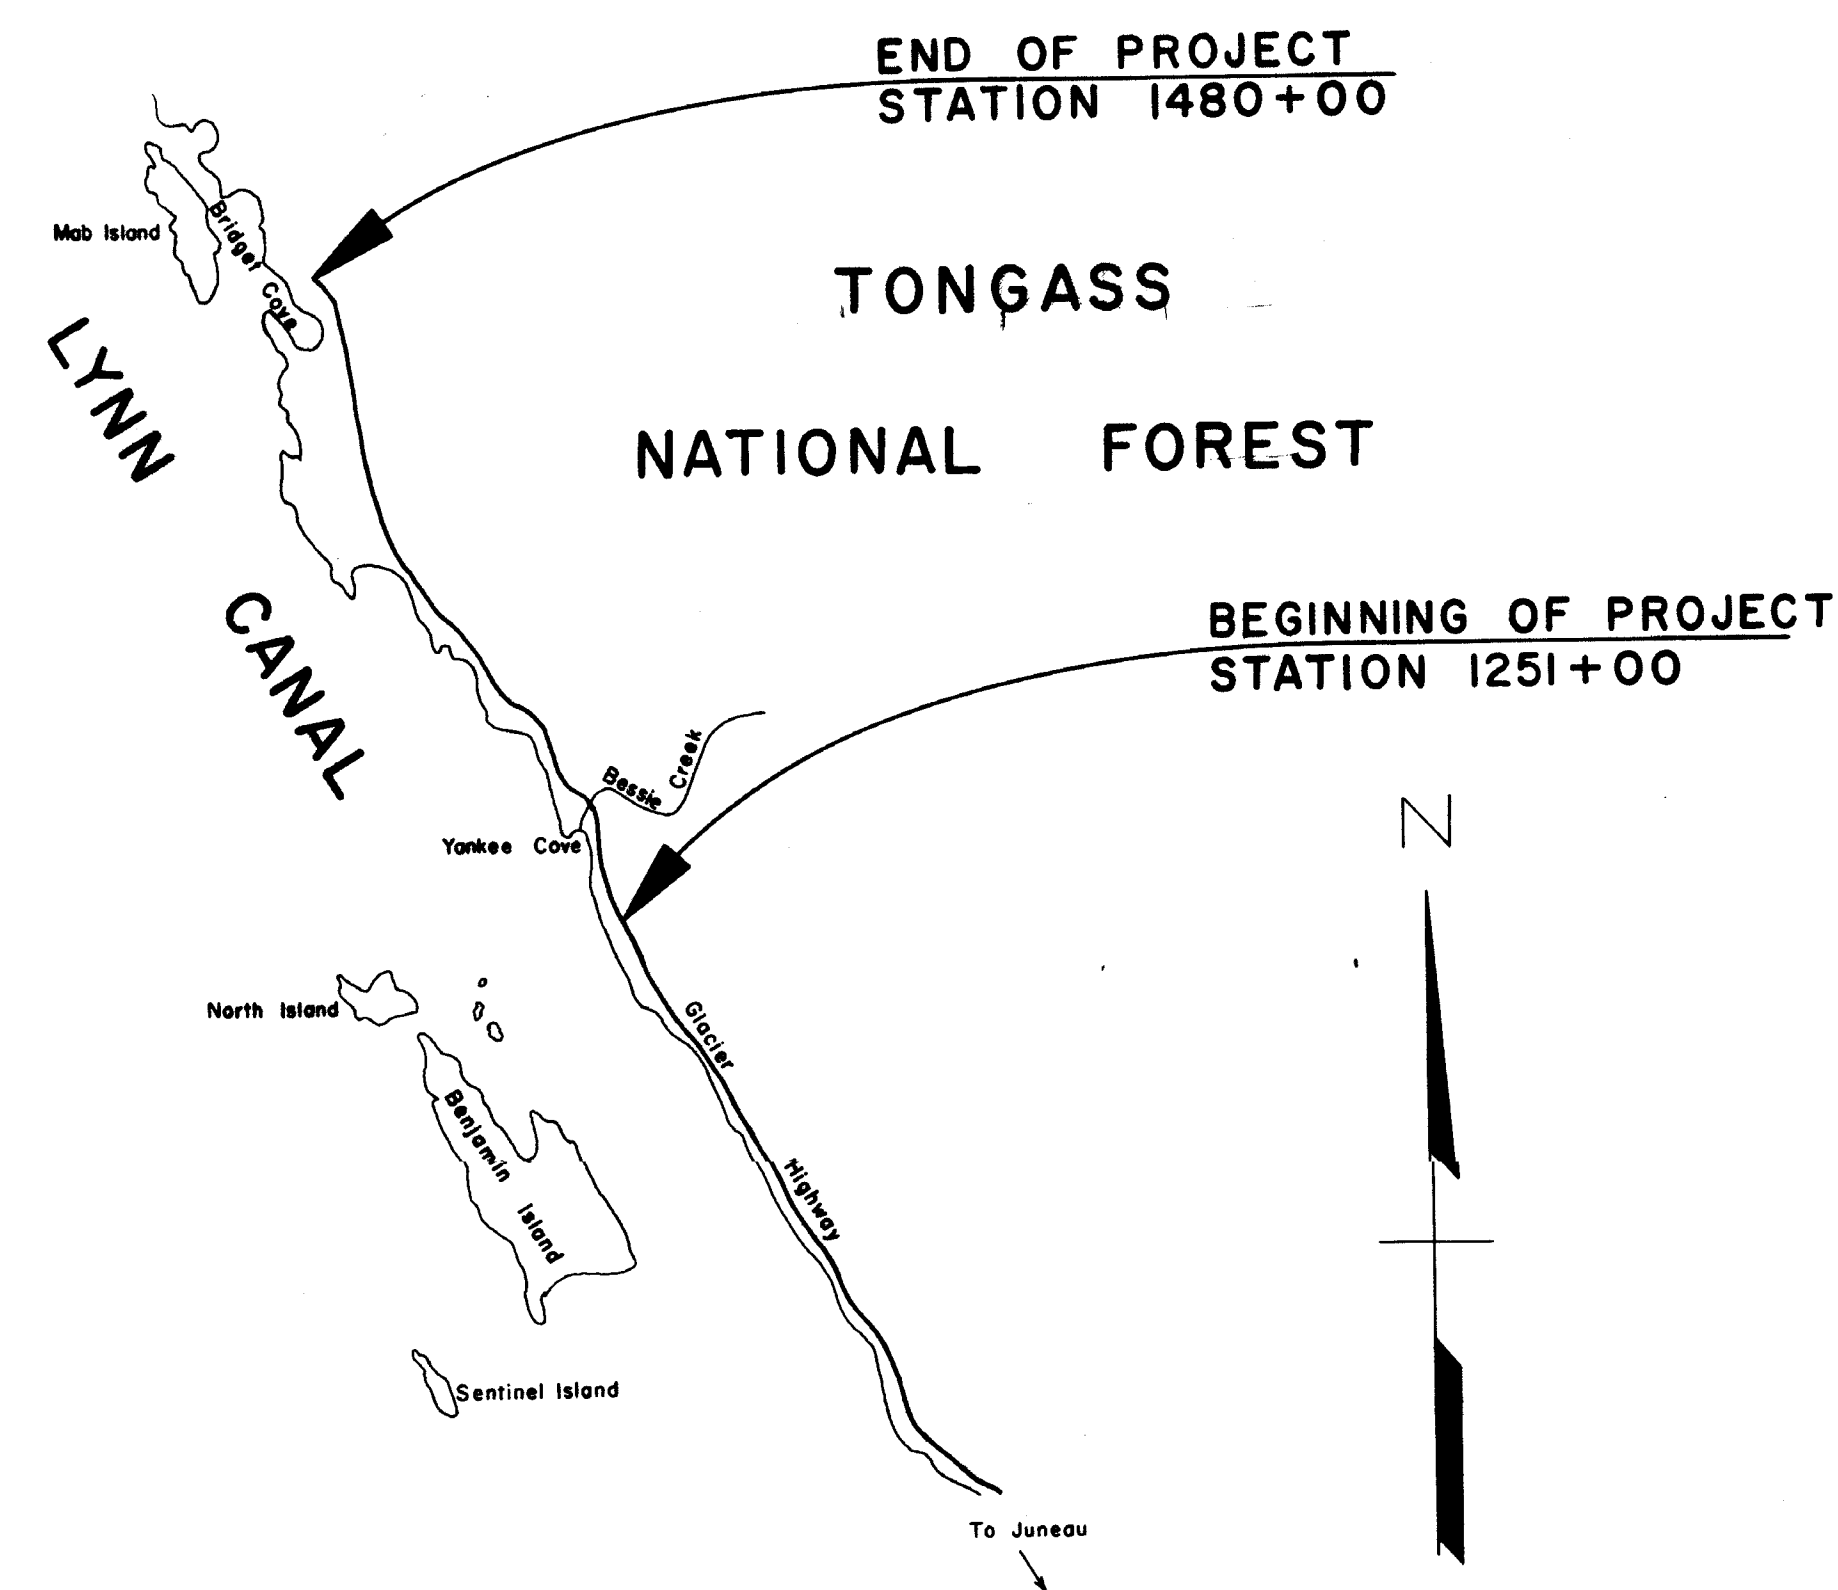 END OF PROJECT
STATION 1480+00
Mab Island
Bridget
Cove
TONGASS
LYNN
NATIONAL FOREST
CANAL
BEGINNING OF PROJECT
STATION 1251+00
Bessie Creek
N
Yankee Cove
North Island
Glacier
Benjamin
Island
Highway
Sentinel Island
To Juneau